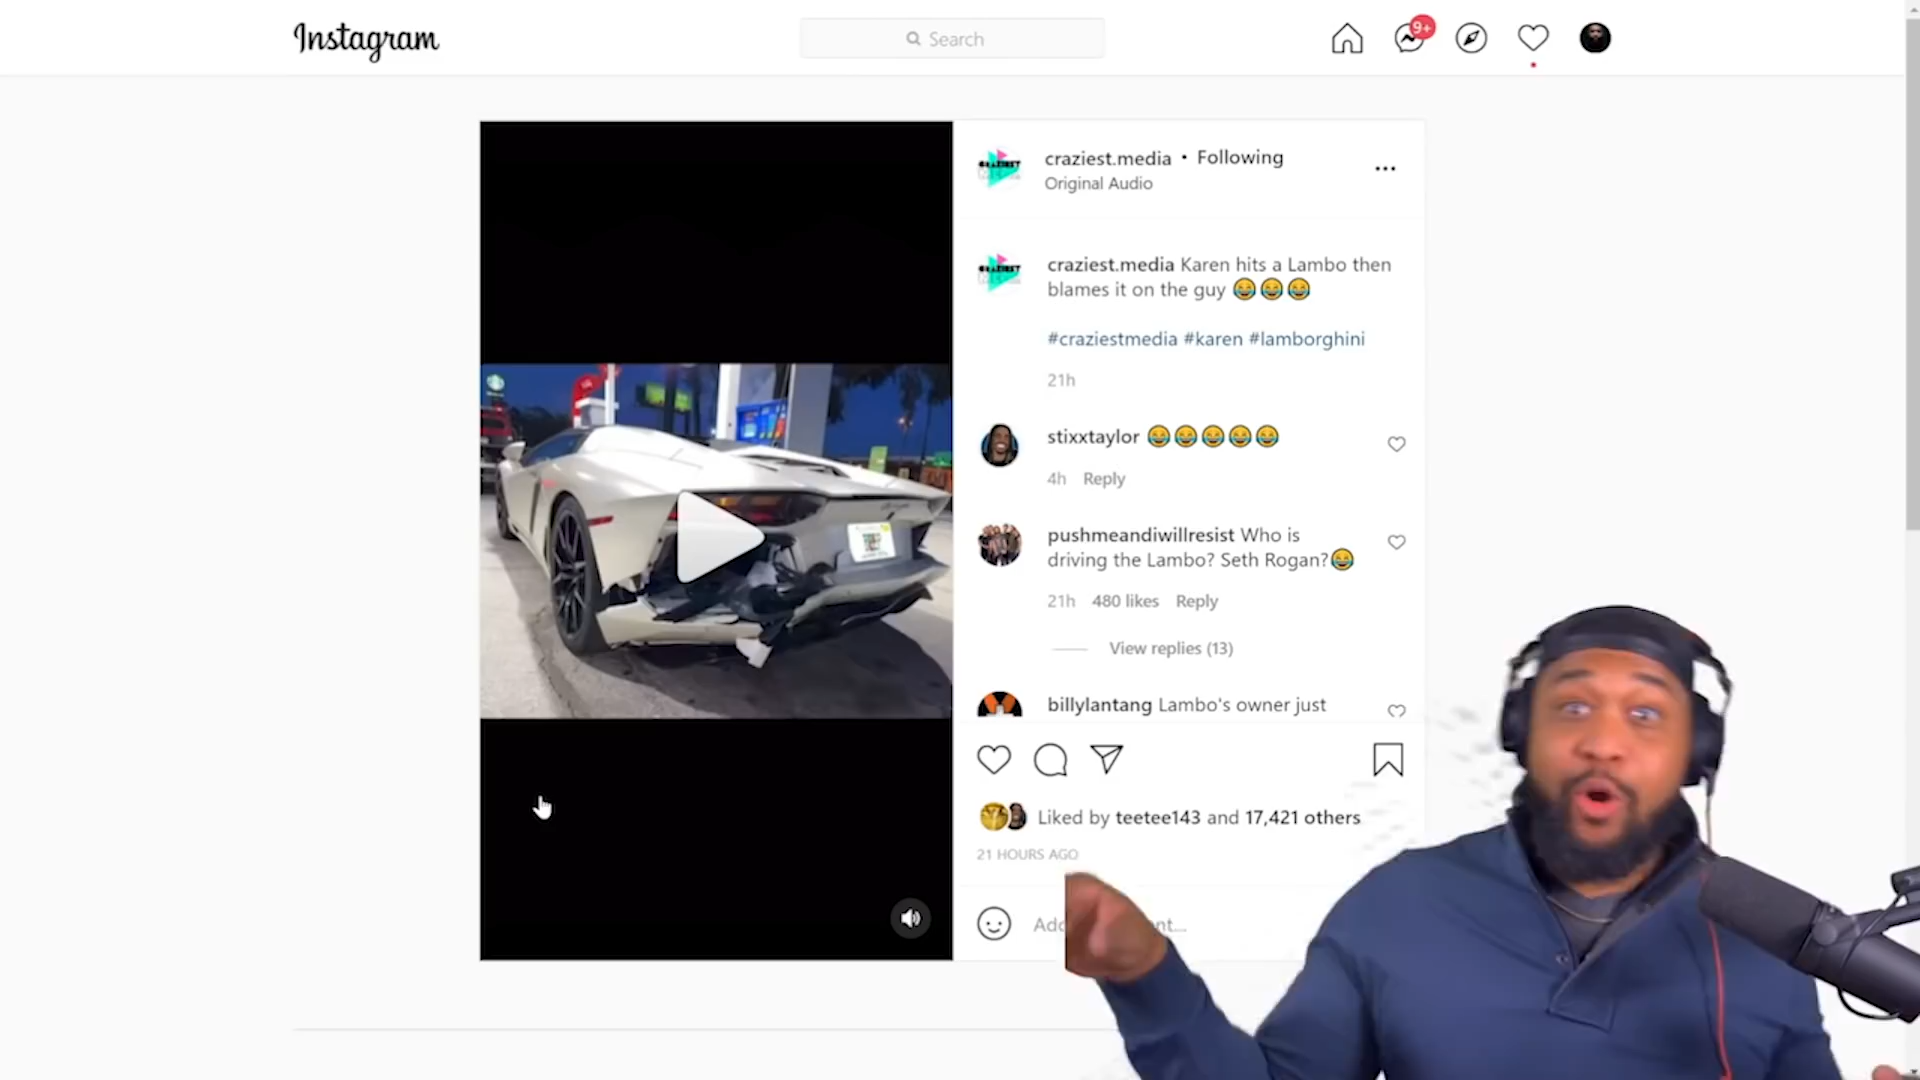 Instagram
Search
9+
craziest.media • Following
Original Audio
craziest.media Karen hits a Lambo then
blames it on the guy 😂😂😂
#craziestmedia #karen #lamborghini
21h
stixxtaylor 😂😂😂😂😂
4h Reply
pushmeandiwillresist Who is
driving the Lambo? Seth Rogan?😂
21h 480 likes Reply
View replies (13)
billylantang Lambo's owner just
Liked by teetee143 and 17,421 others
21 HOURS AGO